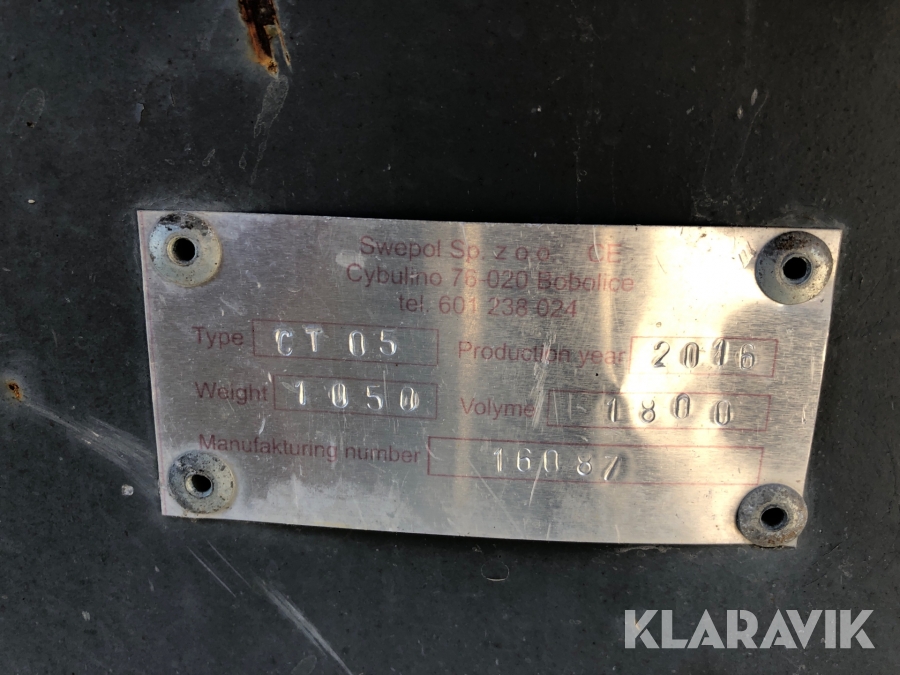 Swepol Sp. z o.o. CE
Cybulino 76-020 Bobolice
tel. 601 238 024
Type CT 05 Production year 2016
Weight 1050 Volyme 1800
Manufakturing number 16087
KLARAVIK